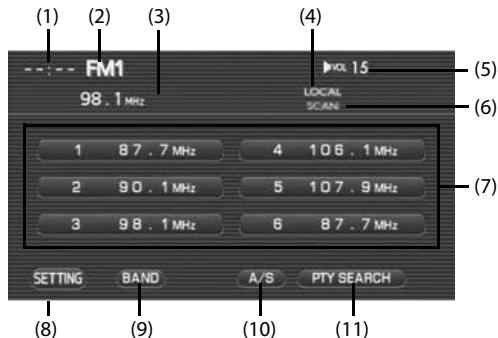 (1) (2) (3) (4)
--:-- FM1 VOL 15 (5)
98.1 MHz LOCAL
SCAN (6)
1 87.7 MHz 4 106.1 MHz
2 90.1 MHz 5 107.9 MHz (7)
3 98.1 MHz 6 87.7 MHz
SETTING BAND A/S PTY SEARCH
(8) (9) (10) (11)